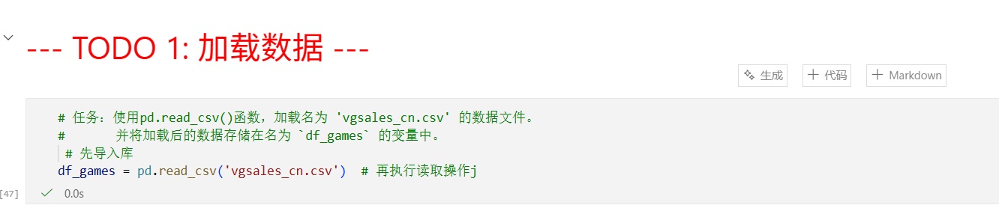 --- TODO 1: 加载数据 ---
生成
代码
Markdown
# 任务：使用pd.read_csv()函数，加载名为 'vgsales_cn.csv' 的数据文件。
#      并将加载后的数据存储在名为 `df_games` 的变量中。
# 先导入库
df_games = pd.read_csv('vgsales_cn.csv')  # 再执行读取操作j
[47]
0.0s